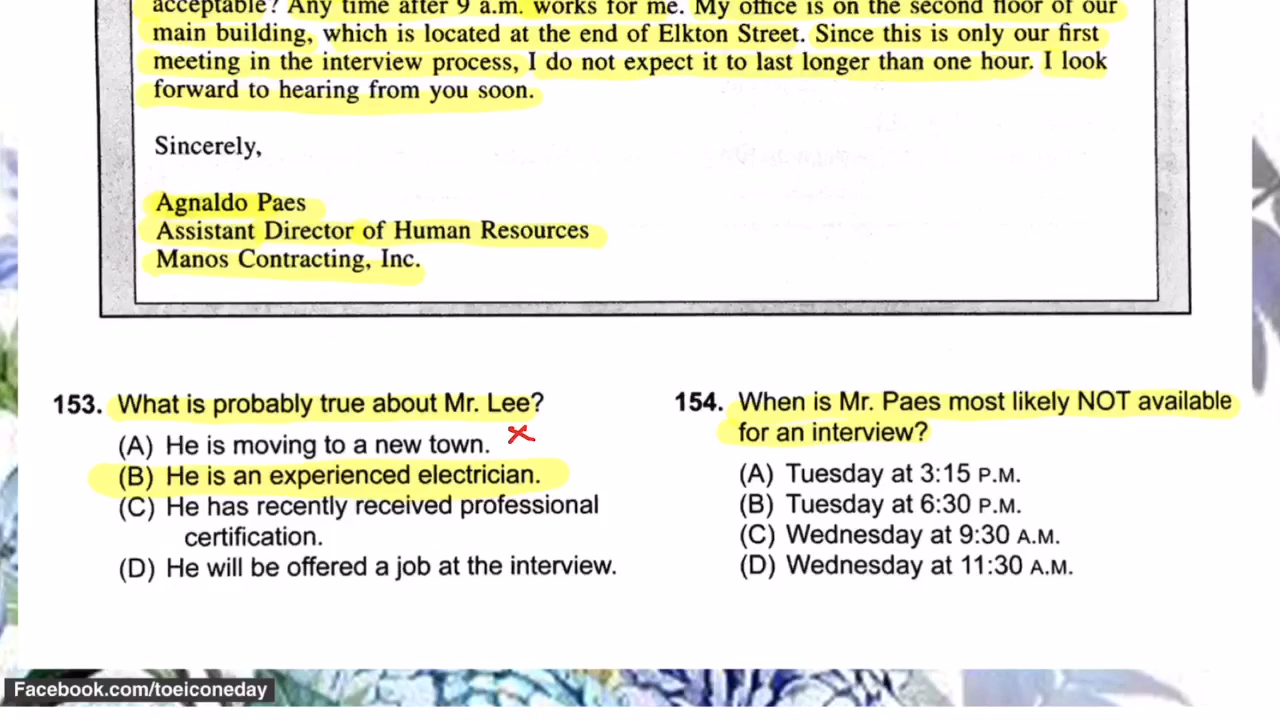 acceptable? Any time after 9 a.m. works for me. My office is on the second floor of our
main building, which is located at the end of Elkton Street. Since this is only our first
meeting in the interview process, I do not expect it to last longer than one hour. I look
forward to hearing from you soon.
Sincerely,
Agnaldo Paes
Assistant Director of Human Resources
Manos Contracting, Inc.
153. What is probably true about Mr. Lee?
(A) He is moving to a new town.
(B) He is an experienced electrician.
(C) He has recently received professional
certification.
(D) He will be offered a job at the interview.
154. When is Mr. Paes most likely NOT available
for an interview?
(A) Tuesday at 3:15 P.M.
(B) Tuesday at 6:30 P.M.
(C) Wednesday at 9:30 A.M.
(D) Wednesday at 11:30 A.M.
Facebook.com/toeiconeday